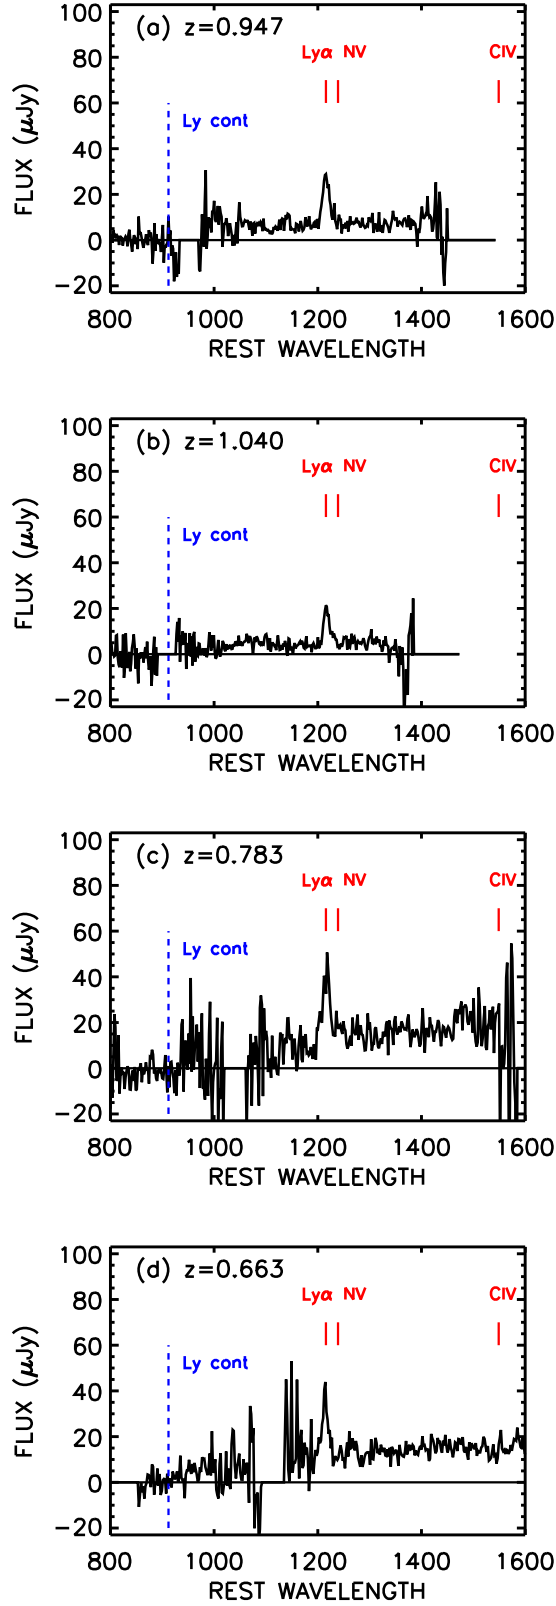 (a) z=0.947
Lyα NV CIV
Ly cont
100
80
60
40
20
0
−20
FLUX (μJy)
800 1000 1200 1400 1600
REST WAVELENGTH
(b) z=1.040
Lyα NV CIV
Ly cont
100
80
60
40
20
0
−20
FLUX (μJy)
800 1000 1200 1400 1600
REST WAVELENGTH
(c) z=0.783
Lyα NV CIV
Ly cont
100
80
60
40
20
0
−20
FLUX (μJy)
800 1000 1200 1400 1600
REST WAVELENGTH
(d) z=0.663
Lyα NV CIV
Ly cont
100
80
60
40
20
0
−20
FLUX (μJy)
800 1000 1200 1400 1600
REST WAVELENGTH